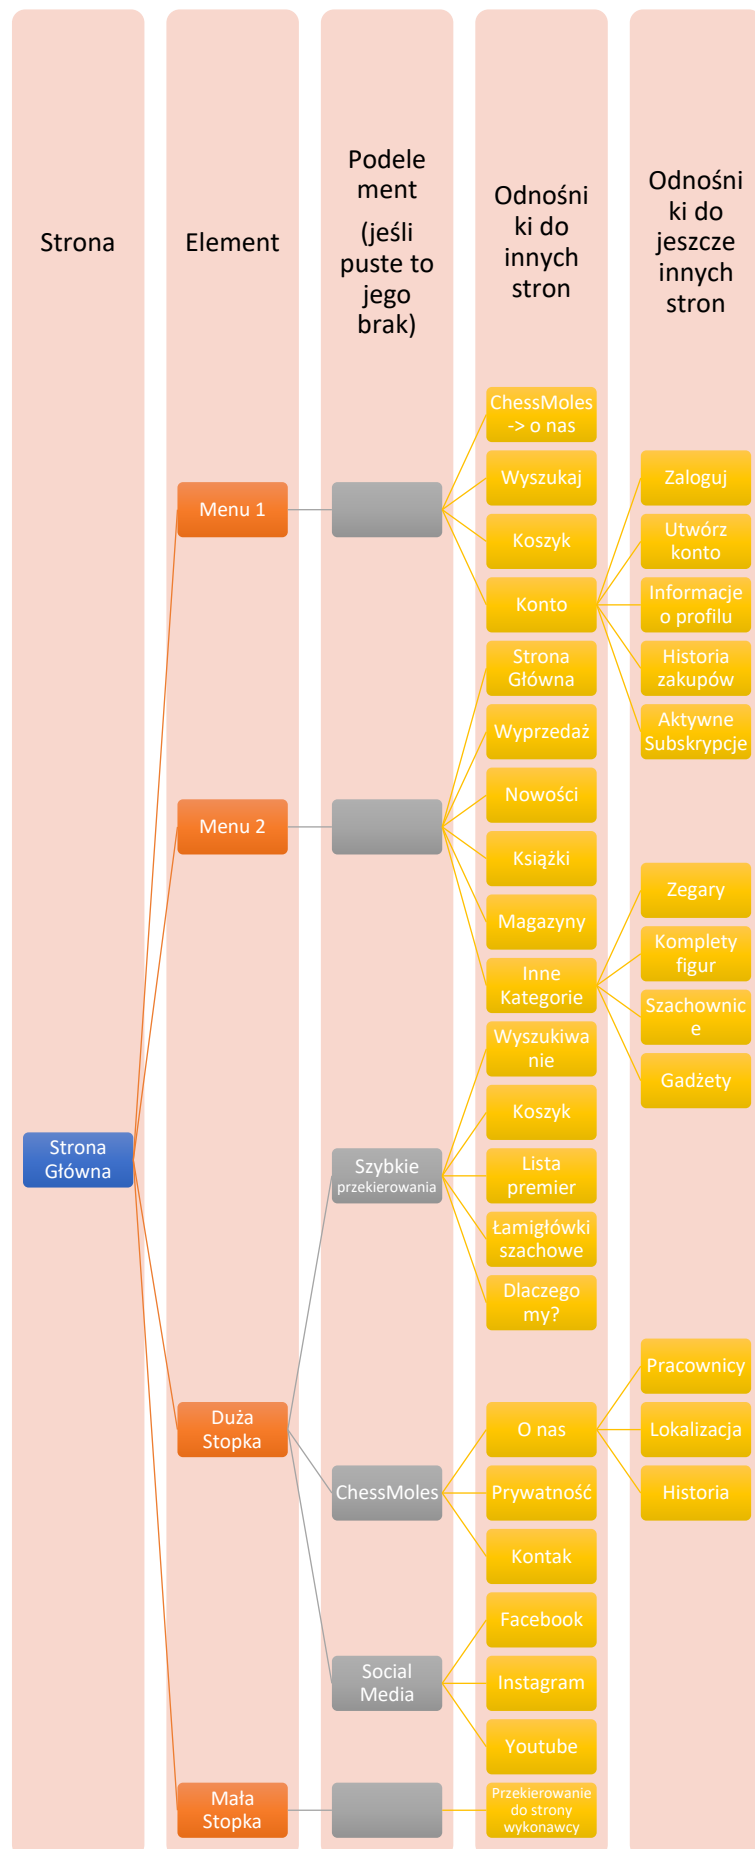 Strona
Element
Podele
ment
(jeśli
puste to
jego
brak)
Odnośni
ki do
innych
stron
Odnośni
ki do
jeszcze
innych
stron
Strona
Główna
Menu 1
ChessMoles
-> o nas
Wyszukaj
Koszyk
Konto
Zaloguj
Utwórz
konto
Informacje
o profilu
Historia
zakupów
Aktywne
Subskrypcje
Menu 2
Strona
Główna
Wyprzedaż
Nowości
Książki
Magazyny
Inne
Kategorie
Zegary
Komplety
figur
Szachownic
e
Gadżety
Duża
Stopka
Szybkie
przekierowania
Wyszukiwa
nie
Koszyk
Lista
premier
Łamigłówki
szachowe
Dlaczego
my?
ChessMoles
O nas
Prywatność
Kontak
Pracownicy
Lokalizacja
Historia
Social
Media
Facebook
Instagram
Youtube
Mała
Stopka
Przekierowanie
do strony
wykonawcy